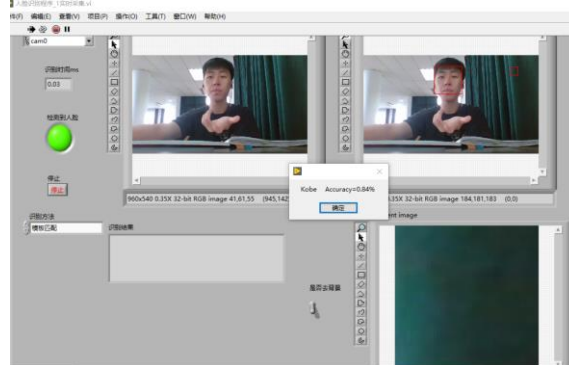 人脸识别程序_1实时采集.vi
件(F) 编辑(E) 查看(V) 项目(P) 操作(O) 工具(T) 窗口(W) 帮助(H)
cam0
识别时间ms
0.03
检测到人脸
停止
停止
960x540 0.35X 32-bit RGB image 41,61,55 (945,142
.35X 32-bit RGB image 184,181,183 (0,0)
Kobe Accuracy=0.84%
确定
识别方法
模板匹配
识别结果
是否去背景
ent image